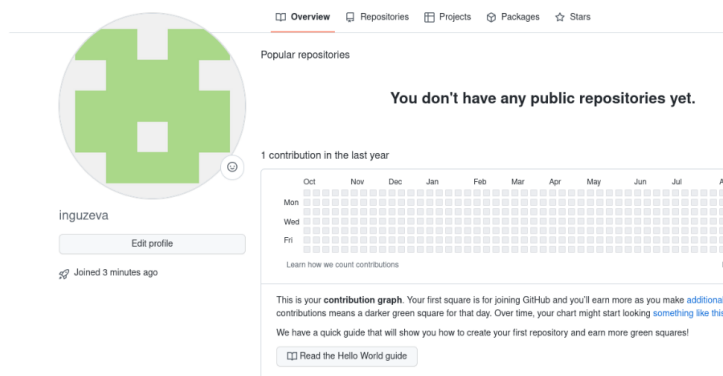 Overview Repositories Projects Packages Stars
Popular repositories
You don't have any public repositories yet.
1 contribution in the last year
Oct Nov Dec Jan Feb Mar Apr May Jun Jul A
Mon
Wed
Fri
Learn how we count contributions
inguzeva
Edit profile
Joined 3 minutes ago
This is your contribution graph. Your first square is for joining GitHub and you'll earn more as you make additional
contributions means a darker green square for that day. Over time, your chart might start looking something like this
We have a quick guide that will show you how to create your first repository and earn more green squares!
Read the Hello World guide